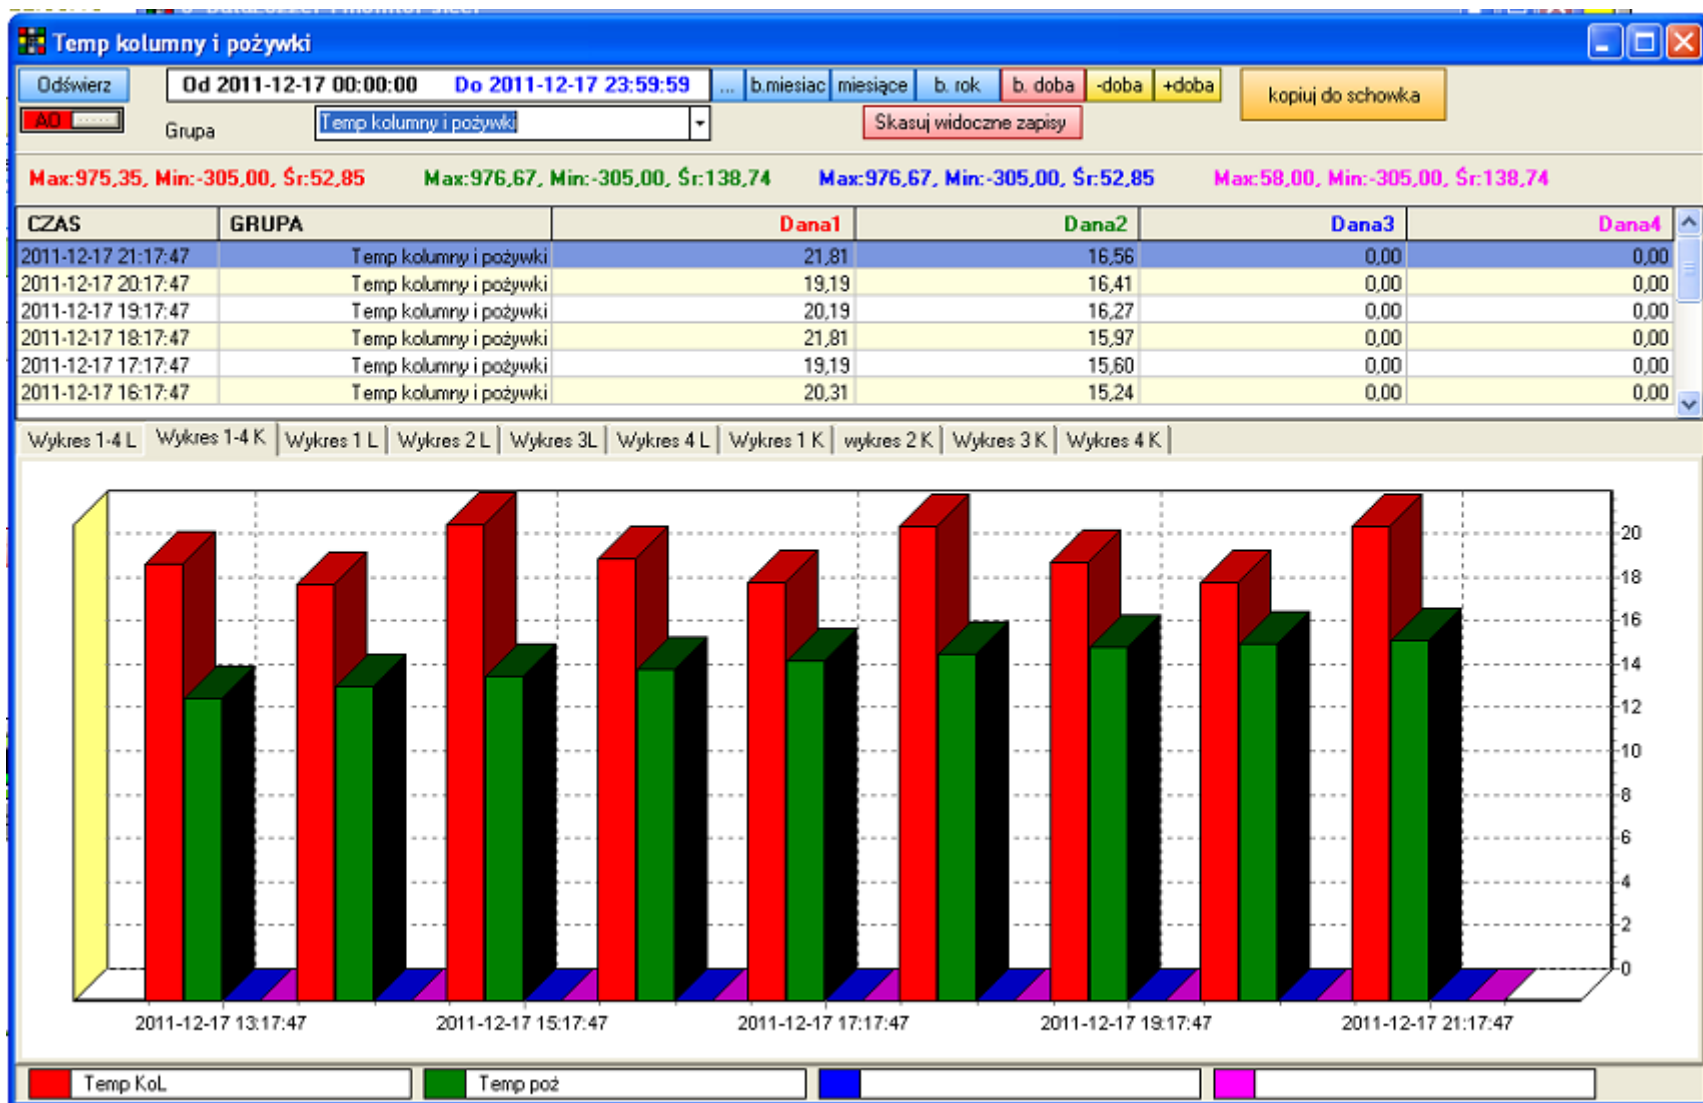 Temp kolumny i pożywki
Odświerz Od 2011-12-17 00:00:00 Do 2011-12-17 23:59:59 ... b.miesiac miesiące b. rok b. doba -doba +doba kopiuj do schowka
AO Grupa Temp kolumny i pożywki Skasuj widoczne zapisy
Max:975,35, Min:-305,00, Śr:52,85 Max:976,67, Min:-305,00, Śr:138,74 Max:976,67, Min:-305,00, Śr:52,85 Max:58,00, Min:-305,00, Śr:138,74
CZAS GRUPA Dana1 Dana2 Dana3 Dana4
2011-12-17 21:17:47 Temp kolumny i pożywki 21,81 16,56 0,00 0,00
2011-12-17 20:17:47 Temp kolumny i pożywki 19,19 16,41 0,00 0,00
2011-12-17 19:17:47 Temp kolumny i pożywki 20,19 16,27 0,00 0,00
2011-12-17 18:17:47 Temp kolumny i pożywki 21,81 15,97 0,00 0,00
2011-12-17 17:17:47 Temp kolumny i pożywki 19,19 15,60 0,00 0,00
2011-12-17 16:17:47 Temp kolumny i pożywki 20,31 15,24 0,00 0,00
Wykres 1-4 L Wykres 1-4 K Wykres 1 L Wykres 2 L Wykres 3L Wykres 4 L Wykres 1 K wykres 2 K Wykres 3 K Wykres 4 K
20
18
16
14
12
10
8
6
4
2
0
2011-12-17 13:17:47 2011-12-17 15:17:47 2011-12-17 17:17:47 2011-12-17 19:17:47 2011-12-17 21:17:47
Temp KoL Temp poż